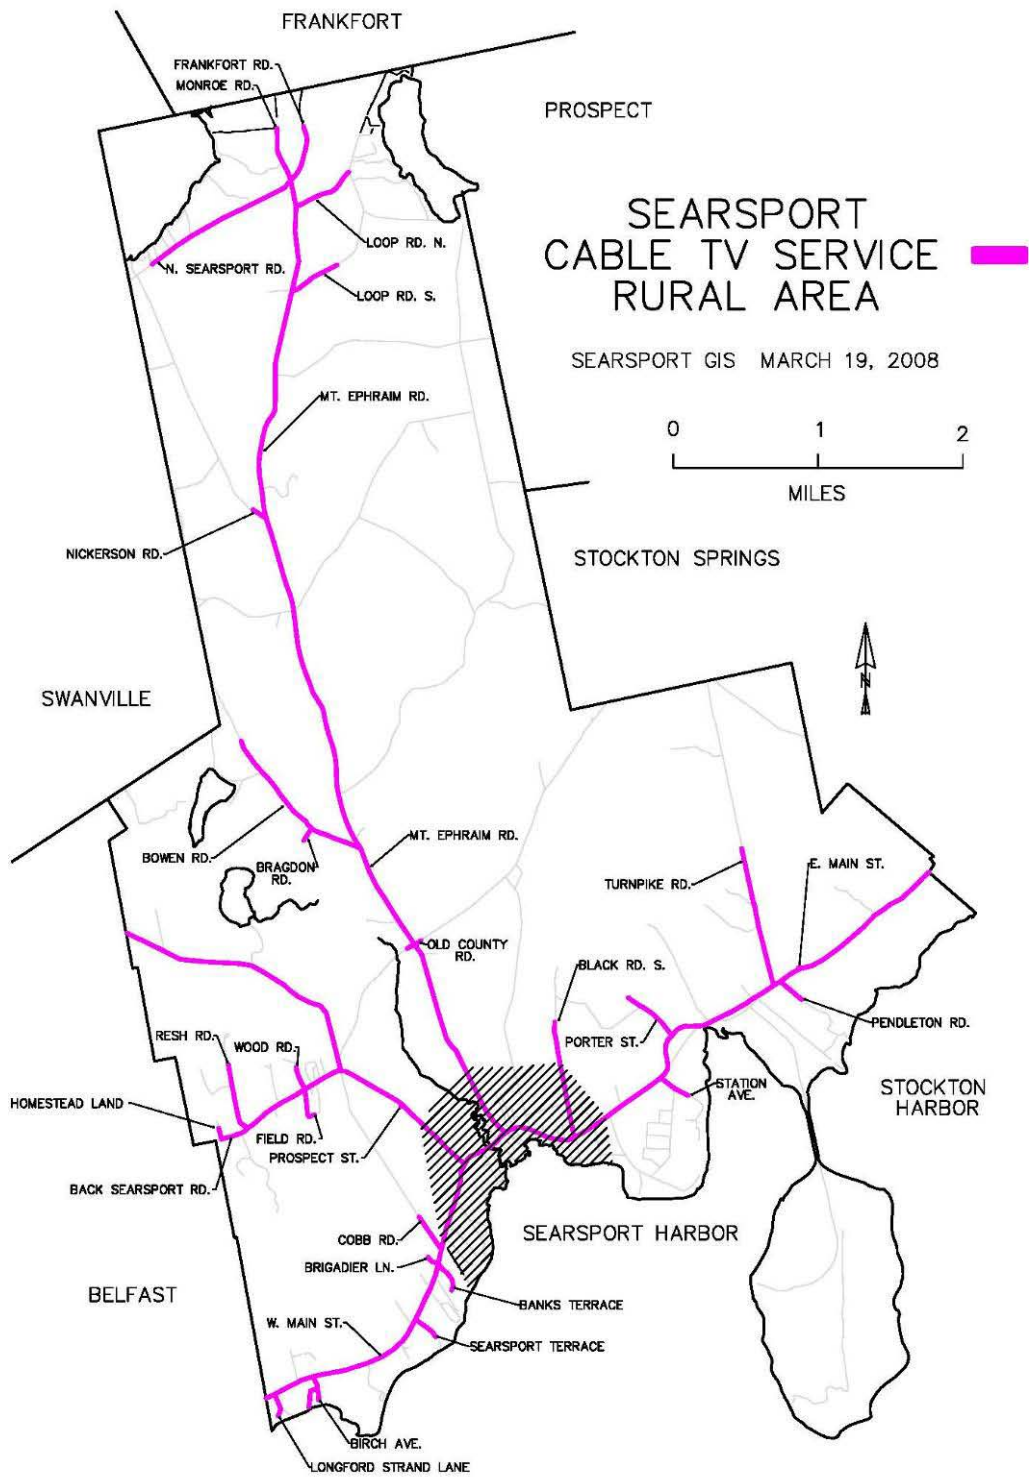 FRANKFORT
FRANKFORT RD.
MONROE RD.
PROSPECT
SEARSPORT
CABLE TV SERVICE
RURAL AREA
LOOP RD. N.
N. SEARSPORT RD.
LOOP RD. S.
SEARSPORT GIS MARCH 19, 2008
MT. EPHRAIM RD.
0 1 2
MILES
NICKERSON RD.
STOCKTON SPRINGS
N
SWANVILLE
MT. EPHRAIM RD.
BOWEN RD.
BRAGDON
RD.
E. MAIN ST.
TURNPIKE RD.
OLD COUNTY
RD.
BLACK RD. S.
PENDLETON RD.
RESH RD.
WOOD RD.
PORTER ST.
STATION
AVE.
STOCKTON
HARBOR
HOMESTEAD LAND
FIELD RD.
PROSPECT ST.
BACK SEARSPORT RD.
COBB RD.
SEARSPORT HARBOR
BRIGADIER LN.
BELFAST
BANKS TERRACE
W. MAIN ST.
SEARSPORT TERRACE
BIRCH AVE.
LONGFORD STRAND LANE